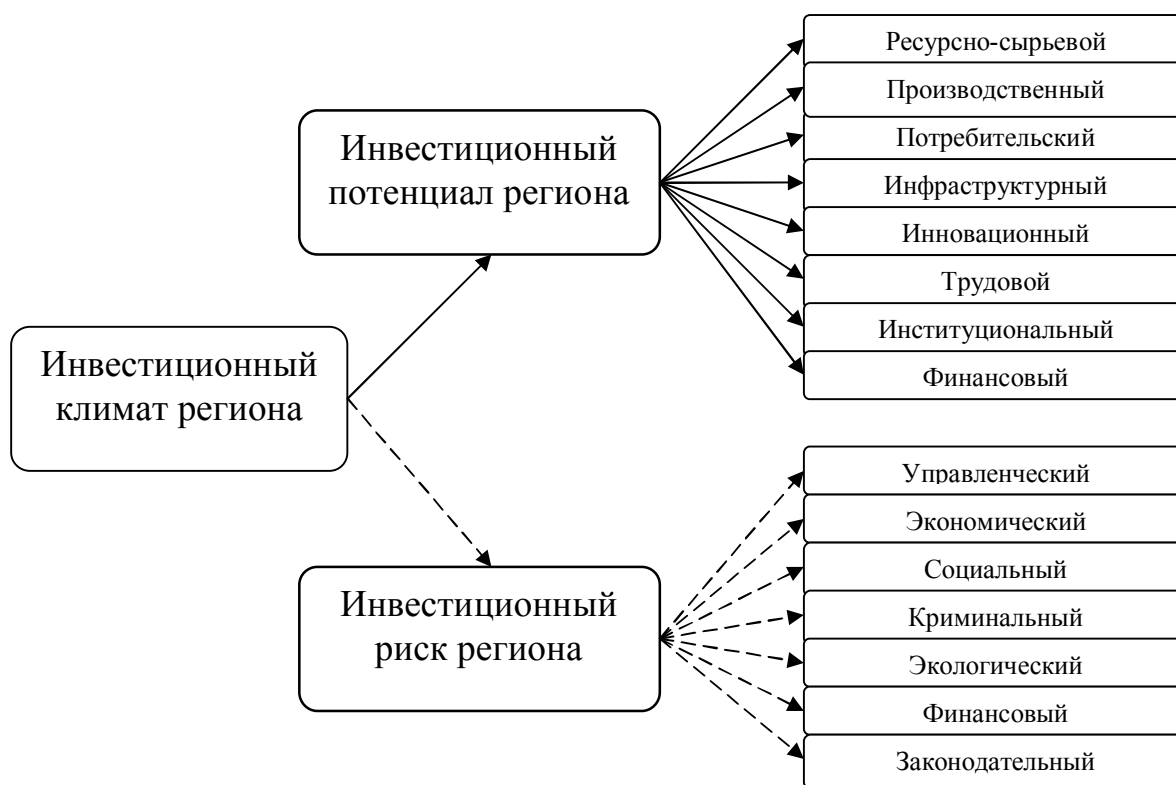 Ресурсно-сырьевой
Производственный
Потребительский
Инфраструктурный
Инновационный
Трудовой
Институциональный
Финансовый
Инвестиционный
потенциал региона
Инвестиционный
климат региона
Инвестиционный
риск региона
Управленческий
Экономический
Социальный
Криминальный
Экологический
Финансовый
Законодательный